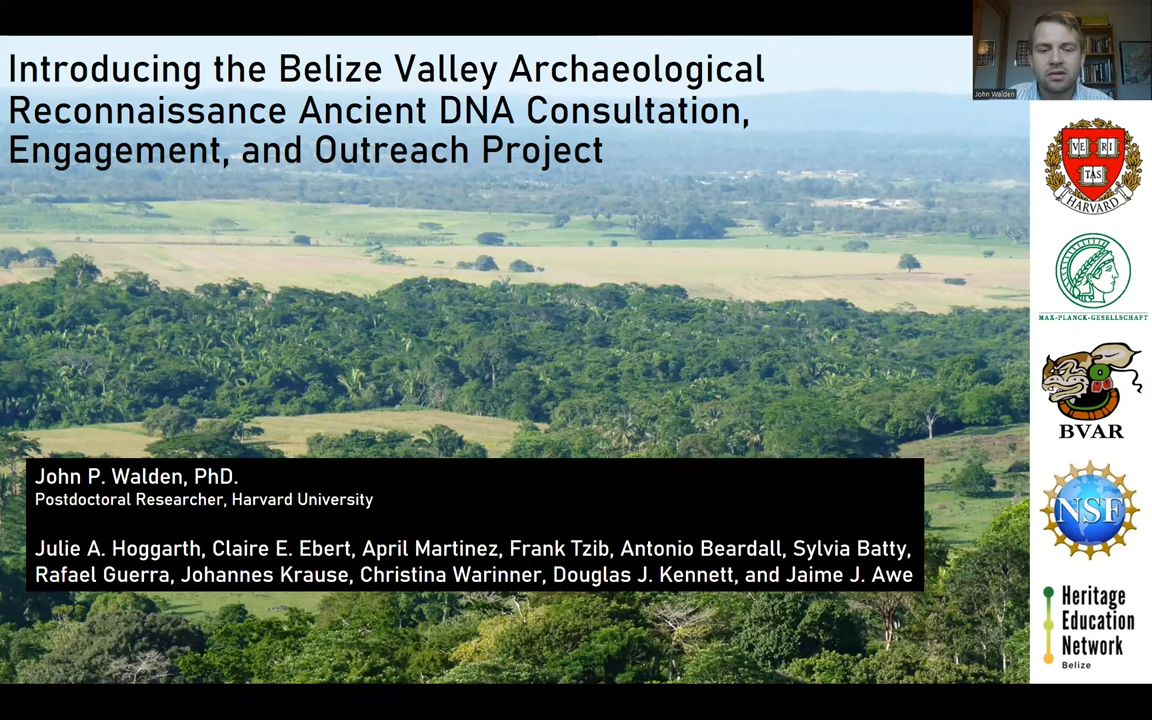 Introducing the Belize Valley Archaeological
Reconnaissance Ancient DNA Consultation,
Engagement, and Outreach Project
John Walden
VE RI
TAS
HARVARD
MAX-PLANCK-GESELLSCHAFT
BVAR
NSF
Heritage
Education
Network
Belize
John P. Walden, PhD.
Postdoctoral Researcher, Harvard University
Julie A. Hoggarth, Claire E. Ebert, April Martinez, Frank Tzib, Antonio Beardall, Sylvia Batty,
Rafael Guerra, Johannes Krause, Christina Warinner, Douglas J. Kennett, and Jaime J. Awe